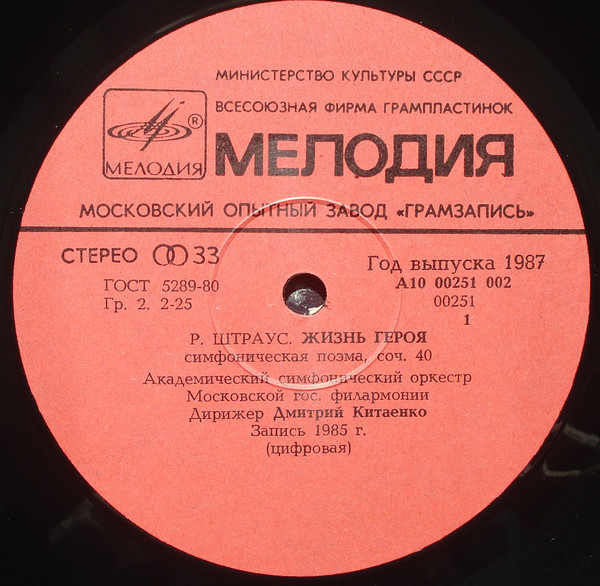 МИНИСТЕРСТВО КУЛЬТУРЫ СССР
ВСЕСОЮЗНАЯ ФИРМА ГРАМПЛАСТИНОК
®
МЕЛОДИЯ
МЕЛОДИЯ
МОСКОВСКИЙ ОПЫТНЫЙ ЗАВОД «ГРАМЗАПИСЬ»
СТЕРЕО 33
Год выпуска 1987
ГОСТ 5289-80
А10 00251 002
Гр. 2. 2-25
00251
1
Р. ШТРАУС. ЖИЗНЬ ГЕРОЯ
симфоническая поэма, соч. 40
Академический симфонический оркестр
Московской гос. филармонии
Дирижер Дмитрий Китаенко
Запись 1985 г.
(цифровая)